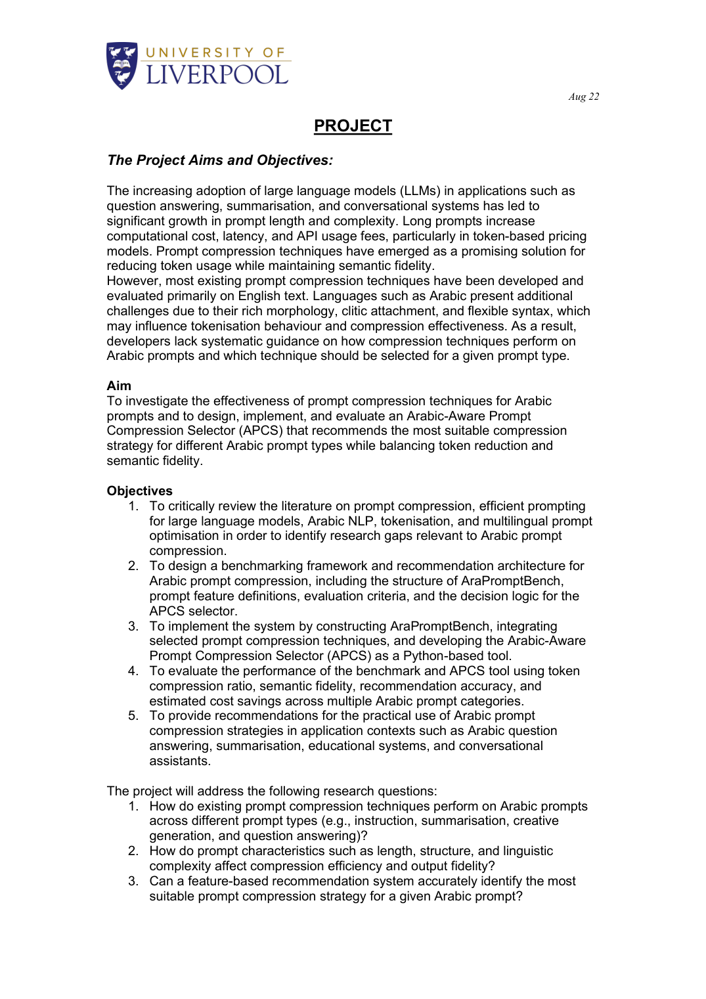 UNIVERSITY OF
LIVERPOOL
Aug 22
PROJECT
The Project Aims and Objectives:
The increasing adoption of large language models (LLMs) in applications such as
question answering, summarisation, and conversational systems has led to
significant growth in prompt length and complexity. Long prompts increase
computational cost, latency, and API usage fees, particularly in token-based pricing
models. Prompt compression techniques have emerged as a promising solution for
reducing token usage while maintaining semantic fidelity.
However, most existing prompt compression techniques have been developed and
evaluated primarily on English text. Languages such as Arabic present additional
challenges due to their rich morphology, clitic attachment, and flexible syntax, which
may influence tokenisation behaviour and compression effectiveness. As a result,
developers lack systematic guidance on how compression techniques perform on
Arabic prompts and which technique should be selected for a given prompt type.
Aim
To investigate the effectiveness of prompt compression techniques for Arabic
prompts and to design, implement, and evaluate an Arabic-Aware Prompt
Compression Selector (APCS) that recommends the most suitable compression
strategy for different Arabic prompt types while balancing token reduction and
semantic fidelity.
Objectives
1. To critically review the literature on prompt compression, efficient prompting
for large language models, Arabic NLP, tokenisation, and multilingual prompt
optimisation in order to identify research gaps relevant to Arabic prompt
compression.
2. To design a benchmarking framework and recommendation architecture for
Arabic prompt compression, including the structure of AraPromptBench,
prompt feature definitions, evaluation criteria, and the decision logic for the
APCS selector.
3. To implement the system by constructing AraPromptBench, integrating
selected prompt compression techniques, and developing the Arabic-Aware
Prompt Compression Selector (APCS) as a Python-based tool.
4. To evaluate the performance of the benchmark and APCS tool using token
compression ratio, semantic fidelity, recommendation accuracy, and
estimated cost savings across multiple Arabic prompt categories.
5. To provide recommendations for the practical use of Arabic prompt
compression strategies in application contexts such as Arabic question
answering, summarisation, educational systems, and conversational
assistants.
The project will address the following research questions:
1. How do existing prompt compression techniques perform on Arabic prompts
across different prompt types (e.g., instruction, summarisation, creative
generation, and question answering)?
2. How do prompt characteristics such as length, structure, and linguistic
complexity affect compression efficiency and output fidelity?
3. Can a feature-based recommendation system accurately identify the most
suitable prompt compression strategy for a given Arabic prompt?